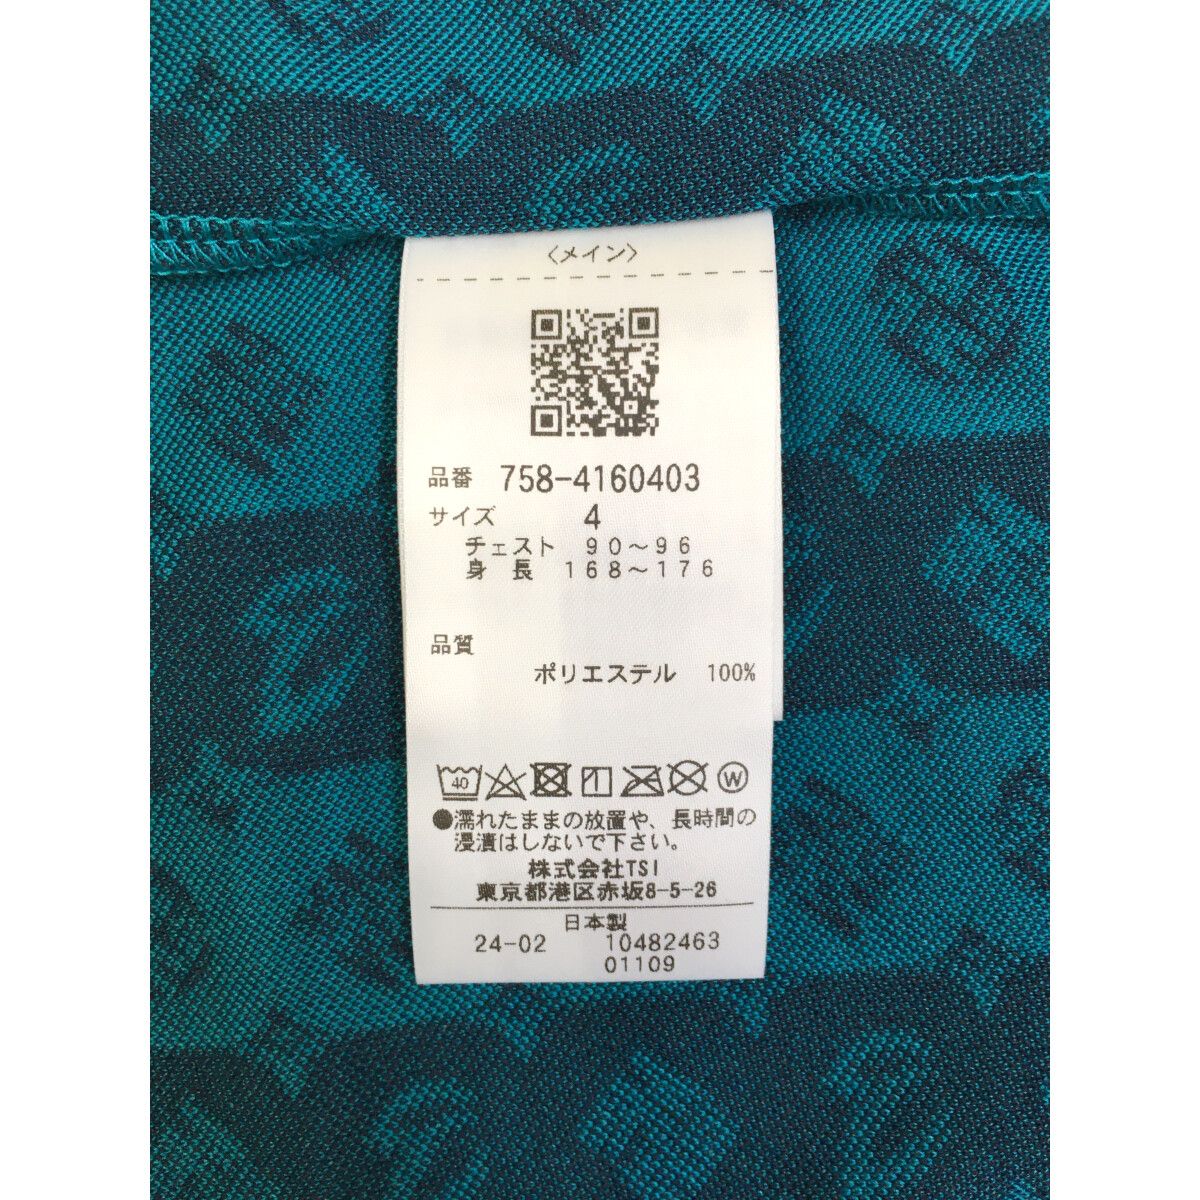 〈メイン〉
品番 758-4160403
サイズ 4
チェスト 90～96
身長 168～176
品質
ポリエステル 100%
40 W
●濡れたままの放置や、長時間の
浸漬はしないで下さい。
株式会社TSI
東京都港区赤坂8-5-26
日本製
24-02 10482463
01109